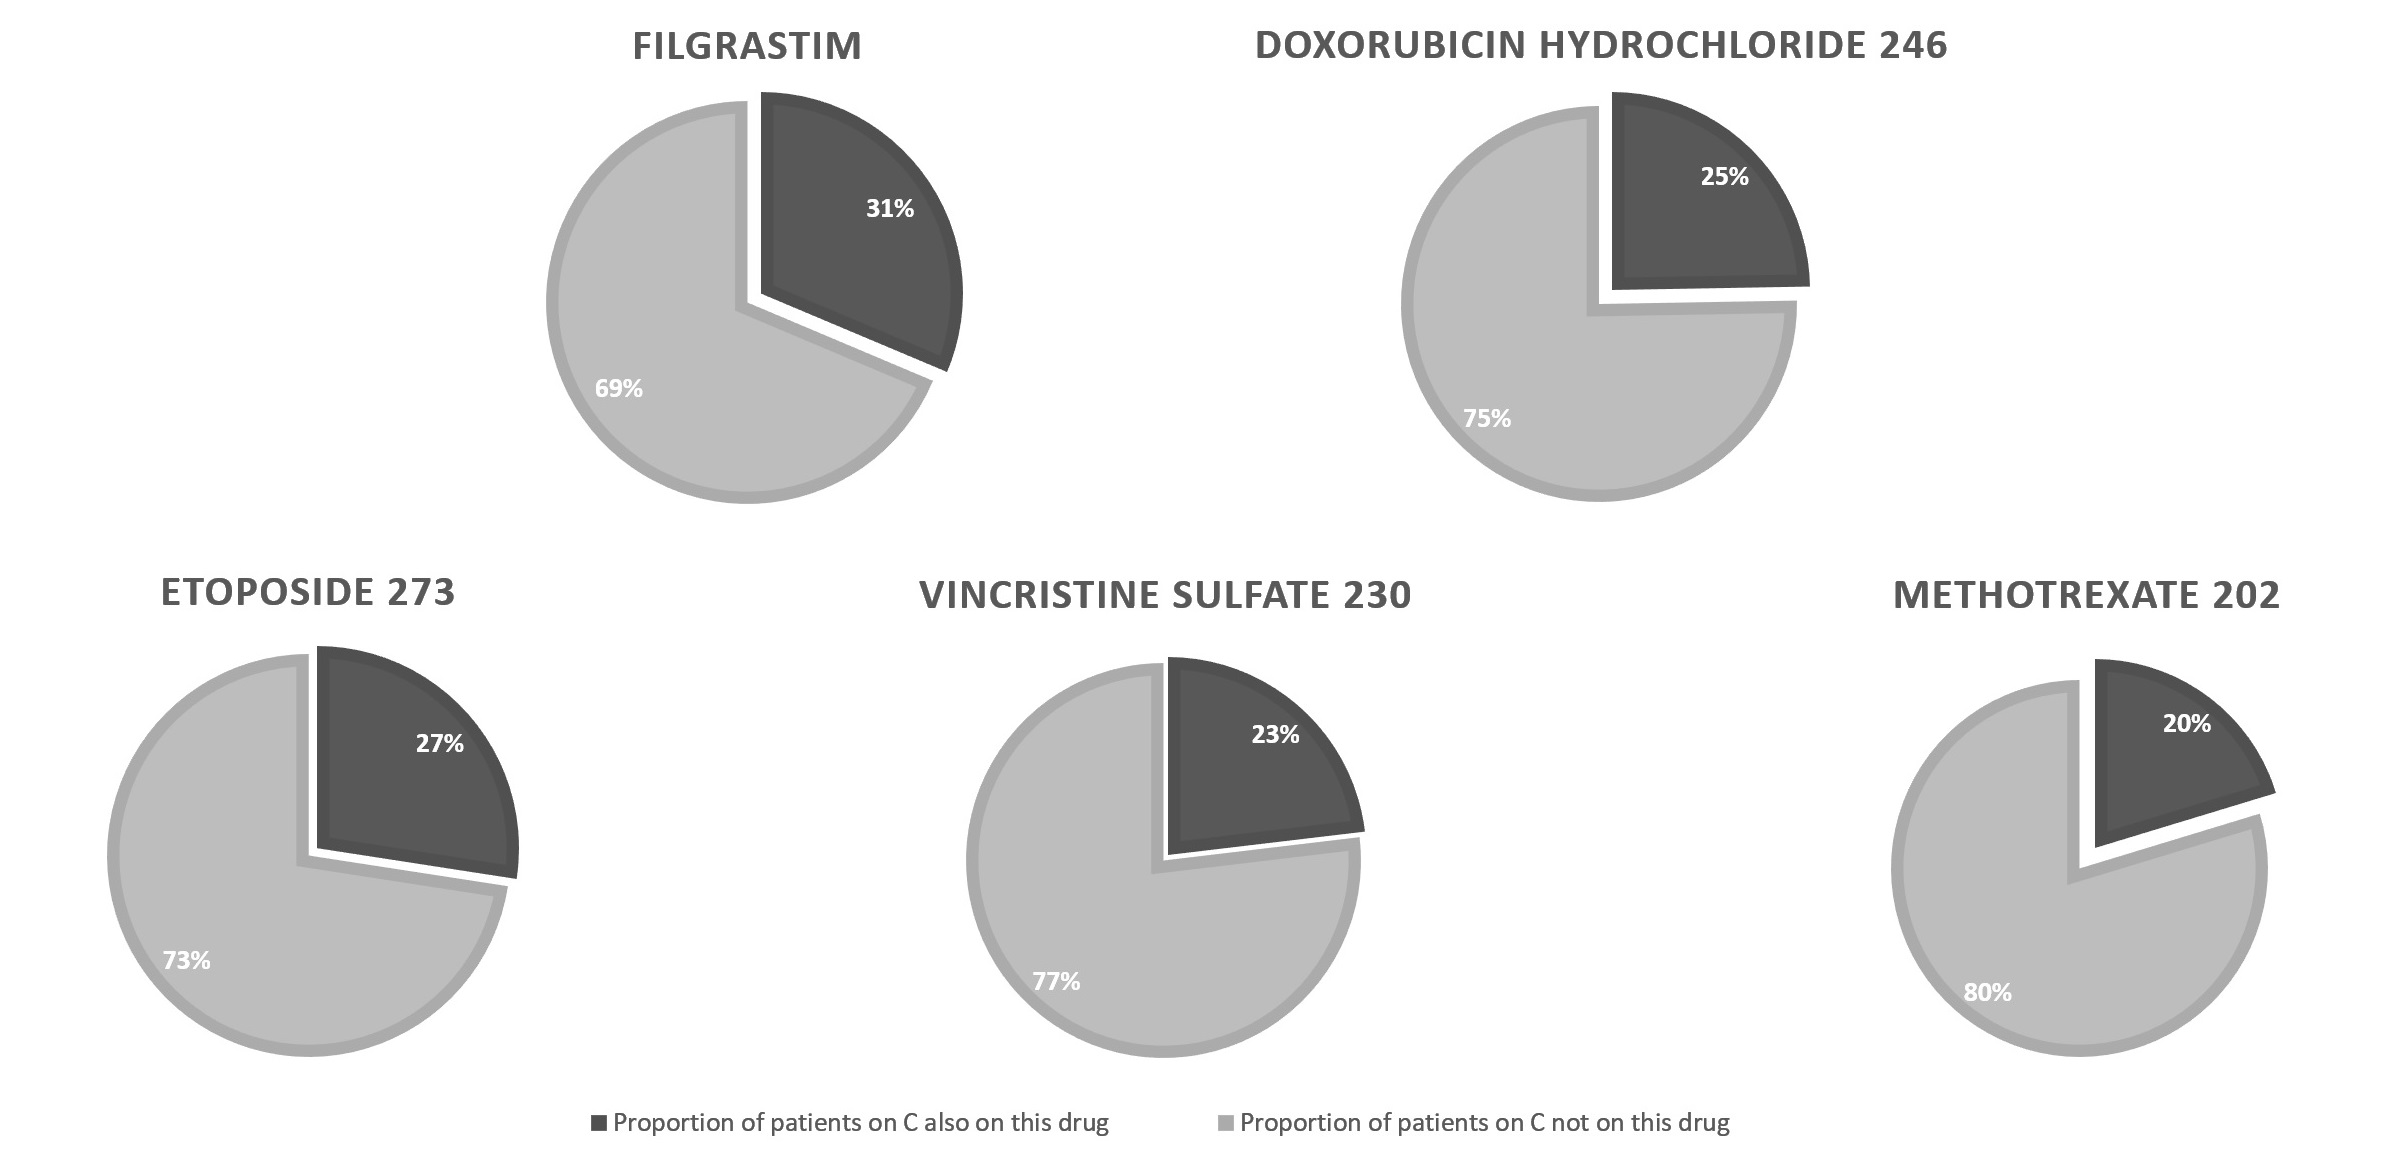 FILGRASTIM
31%
69%
DOXORUBICIN HYDROCHLORIDE 246
25%
75%
ETOPOSIDE 273
27%
73%
VINCRISTINE SULFATE 230
23%
77%
METHOTREXATE 202
20%
80%
Proportion of patients on C also on this drug
Proportion of patients on C not on this drug